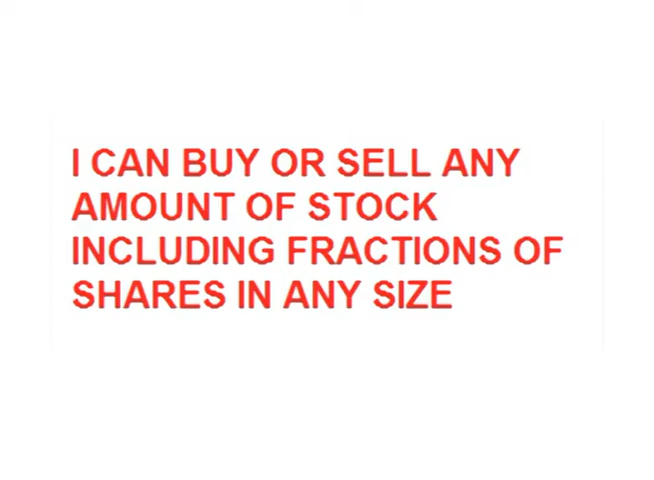 I CAN BUY OR SELL ANY
AMOUNT OF STOCK
INCLUDING FRACTIONS OF
SHARES IN ANY SIZE